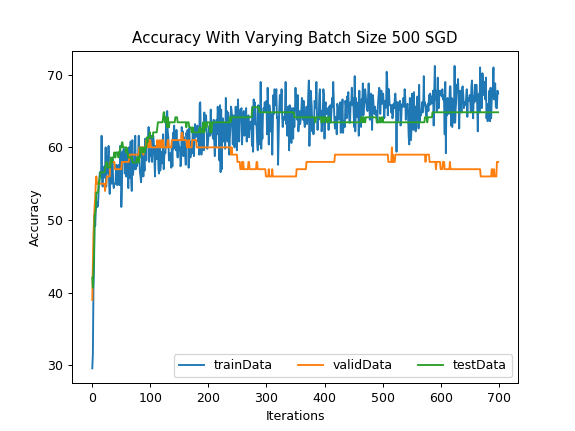 Accuracy With Varying Batch Size 500 SGD
70
60
50
40
30
Accuracy
0 100 200 300 400 500 600 700
Iterations
trainData validData testData